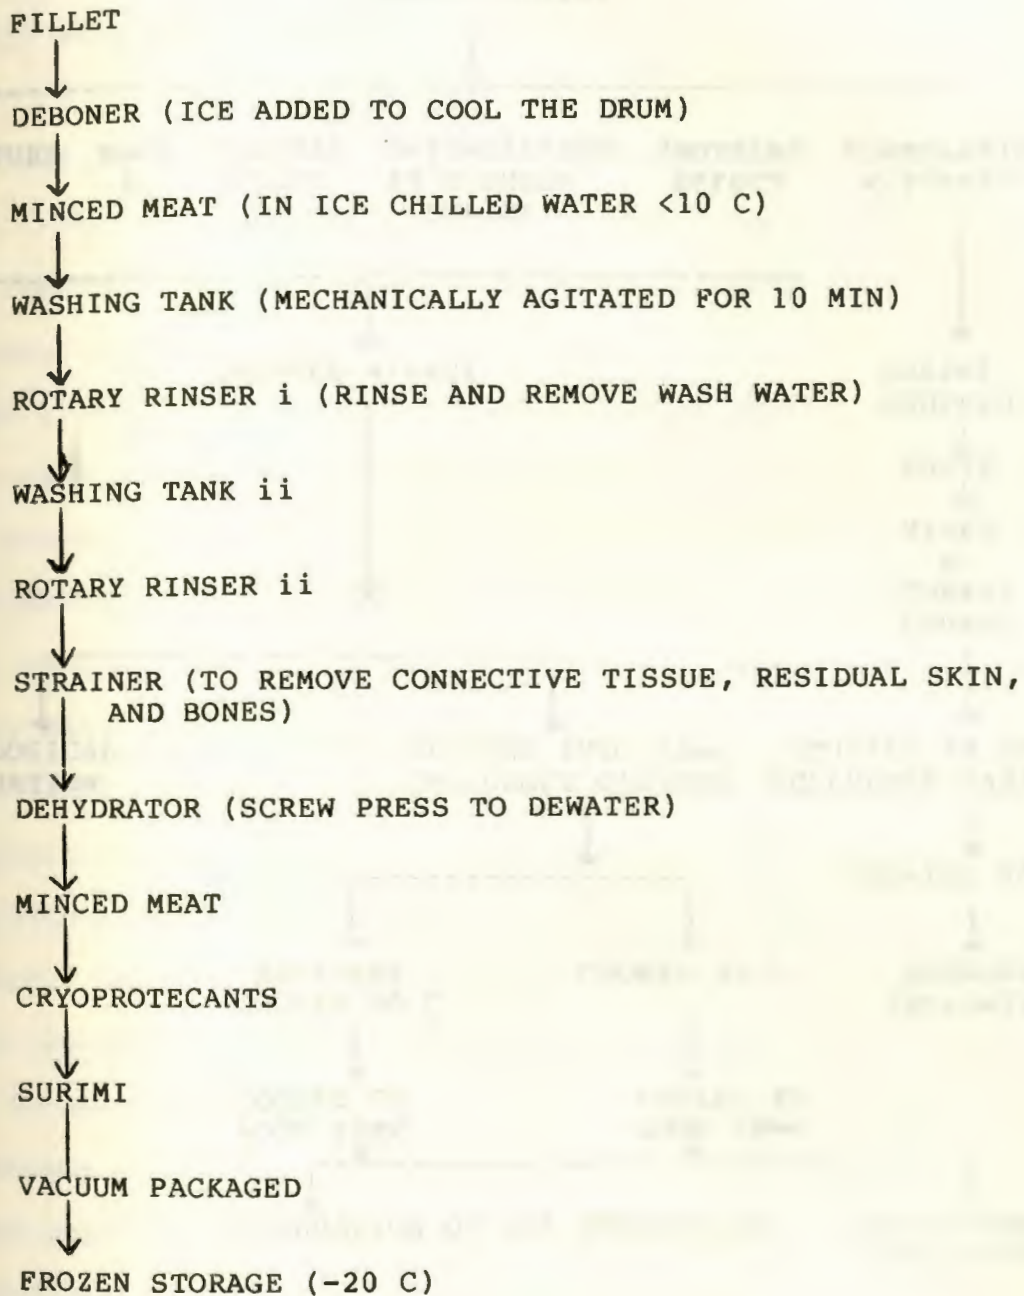 FILLET
DEBONER (ICE ADDED TO COOL THE DRUM)
MINCED MEAT (IN ICE CHILLED WATER <10 C)
WASHING TANK (MECHANICALLY AGITATED FOR 10 MIN)
ROTARY RINSER i (RINSE AND REMOVE WASH WATER)
WASHING TANK ii
ROTARY RINSER ii
STRAINER (TO REMOVE CONNECTIVE TISSUE, RESIDUAL SKIN,
AND BONES)
DEHYDRATOR (SCREW PRESS TO DEWATER)
MINCED MEAT
CRYOPROTECANTS
SURIMI
VACUUM PACKAGED
FROZEN STORAGE (-20 C)